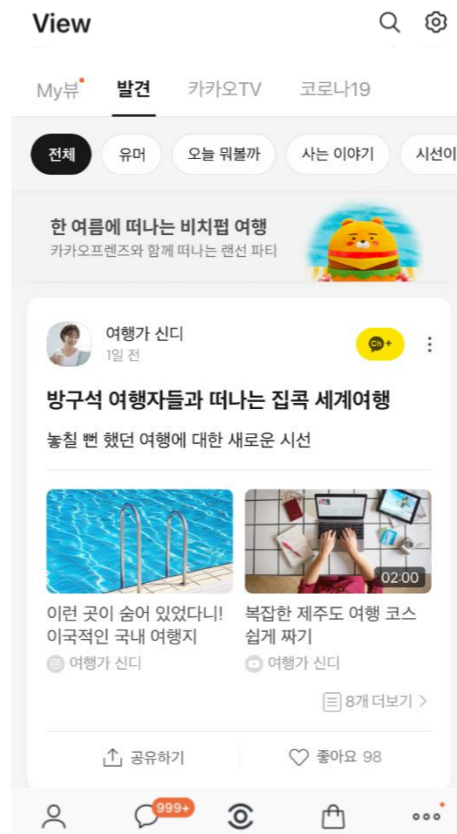 View
My뷰 발견 카카오TV 코로나19
전체 유머 오늘 뭐볼까 사는 이야기 시선이
한 여름에 떠나는 비치펍 여행
카카오프렌즈와 함께 떠나는 랜선 파티
여행가 신디
1일 전
Ch+
방구석 여행자들과 떠나는 집콕 세계여행
놓칠 뻔 했던 여행에 대한 새로운 시선
02:00
이런 곳이 숨어 있었다니!
이국적인 국내 여행지
여행가 신디
복잡한 제주도 여행 코스
쉽게 짜기
여행가 신디
8개 더보기 >
공유하기 좋아요 98
999+